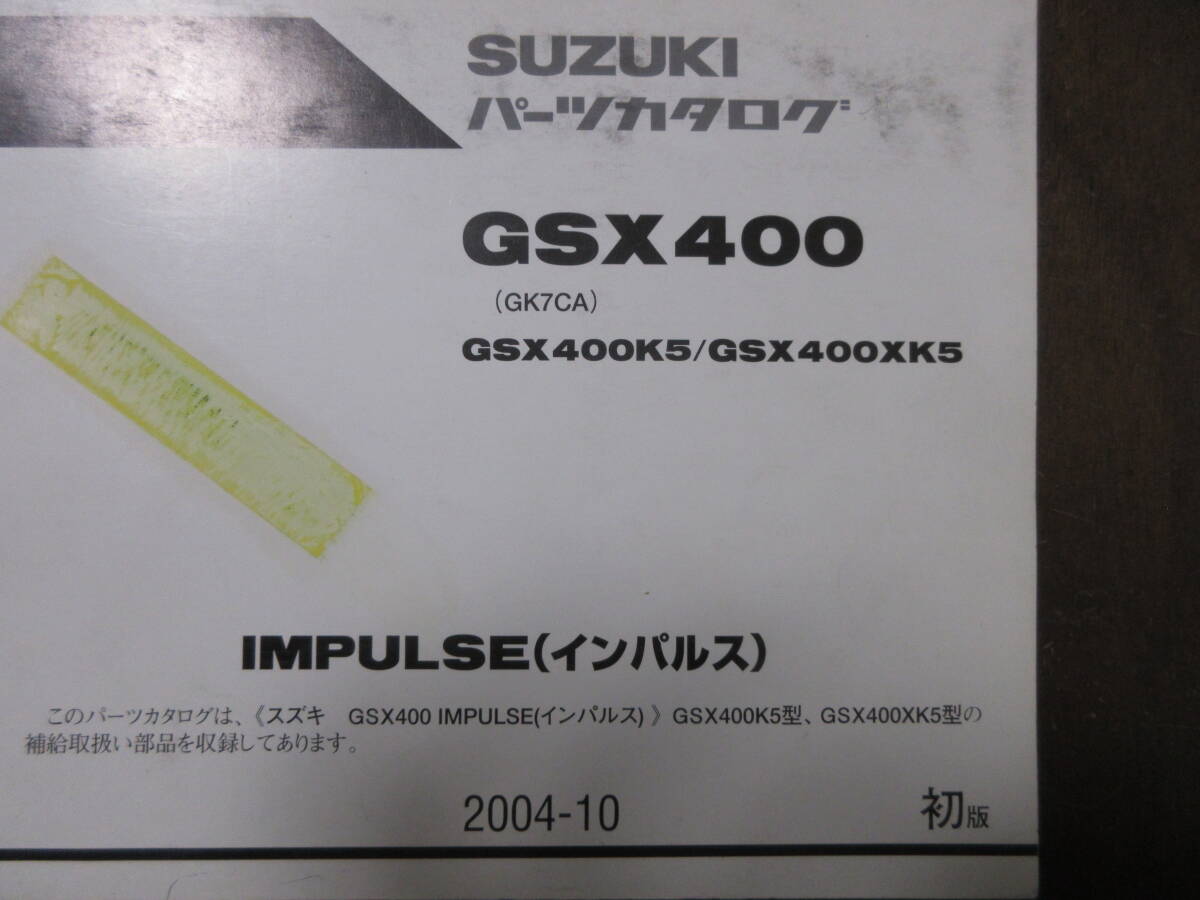 SUZUKI
パーツカタログ
GSX400
(GK7CA)
GSX400K5/GSX400XK5
IMPULSE(インパルス)
このパーツカタログは、《スズキ　GSX400 IMPULSE(インパルス)》GSX400K5型、GSX400XK5型の
補給取扱い部品を収録してあります。
2004-10
初版